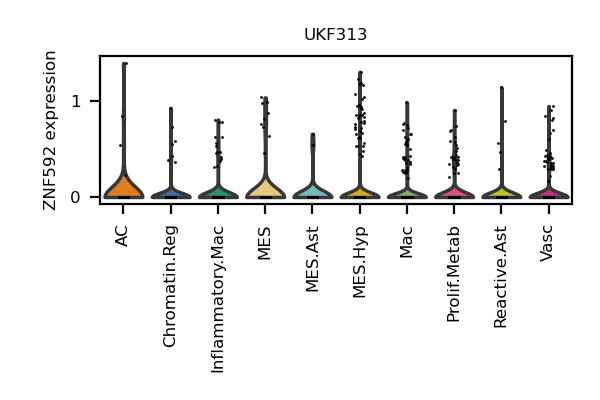 UKF313
ZNF592 expression
1
0
AC
Chromatin.Reg
Inflammatory.Mac
MES
MES.Ast
MES.Hyp
Mac
Prolif.Metab
Reactive.Ast
Vasc